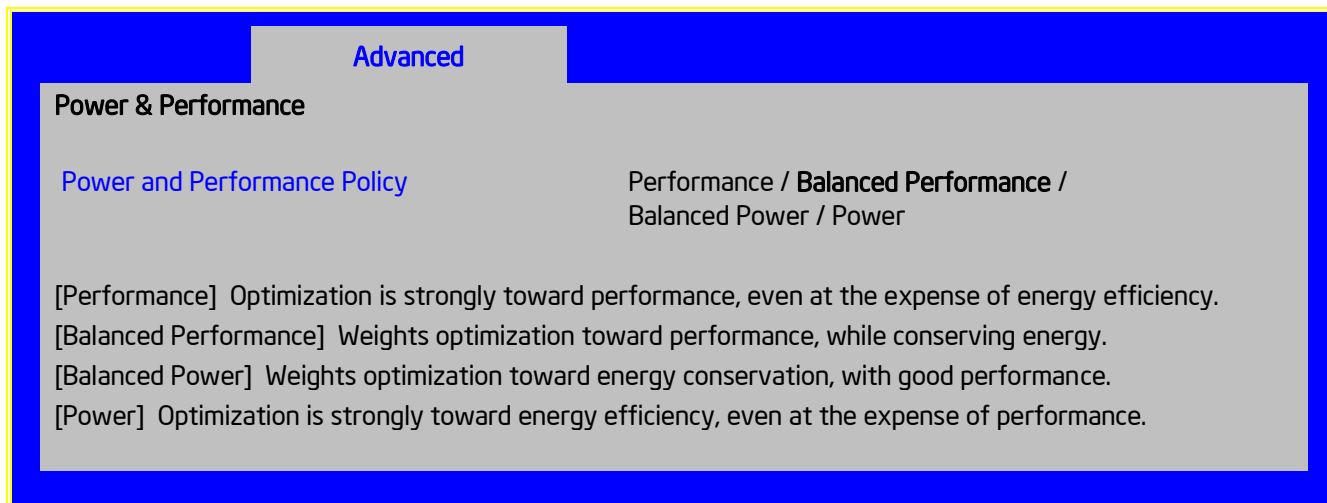 Advanced
Power & Performance
Power and Performance Policy
Performance / Balanced Performance /
Balanced Power / Power
[Performance] Optimization is strongly toward performance, even at the expense of energy efficiency.
[Balanced Performance] Weights optimization toward performance, while conserving energy.
[Balanced Power] Weights optimization toward energy conservation, with good performance.
[Power] Optimization is strongly toward energy efficiency, even at the expense of performance.